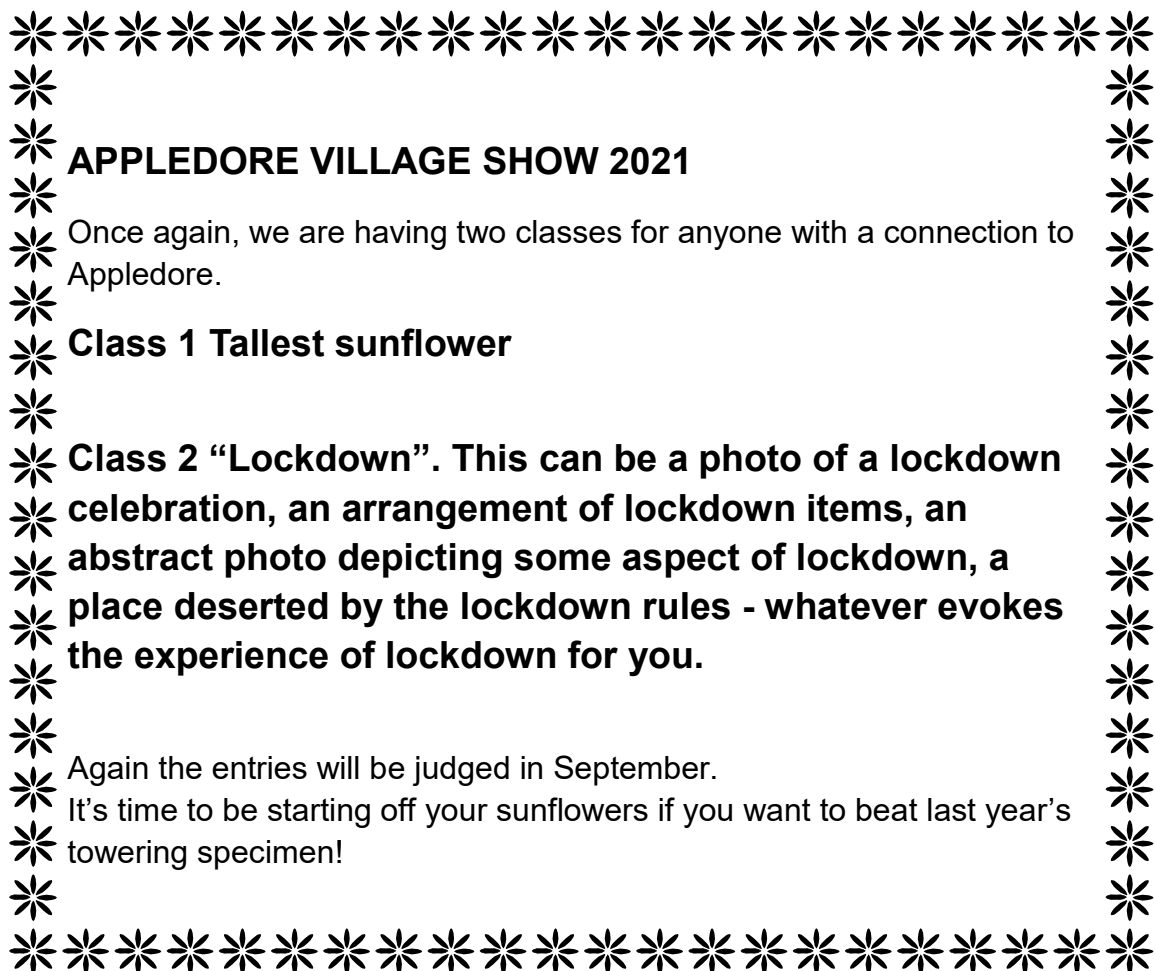 APPLEDORE VILLAGE SHOW 2021
Once again, we are having two classes for anyone with a connection to
Appledore.
Class 1 Tallest sunflower
Class 2 “Lockdown”. This can be a photo of a lockdown
celebration, an arrangement of lockdown items, an
abstract photo depicting some aspect of lockdown, a
place deserted by the lockdown rules - whatever evokes
the experience of lockdown for you.
Again the entries will be judged in September.
It’s time to be starting off your sunflowers if you want to beat last year’s
towering specimen!